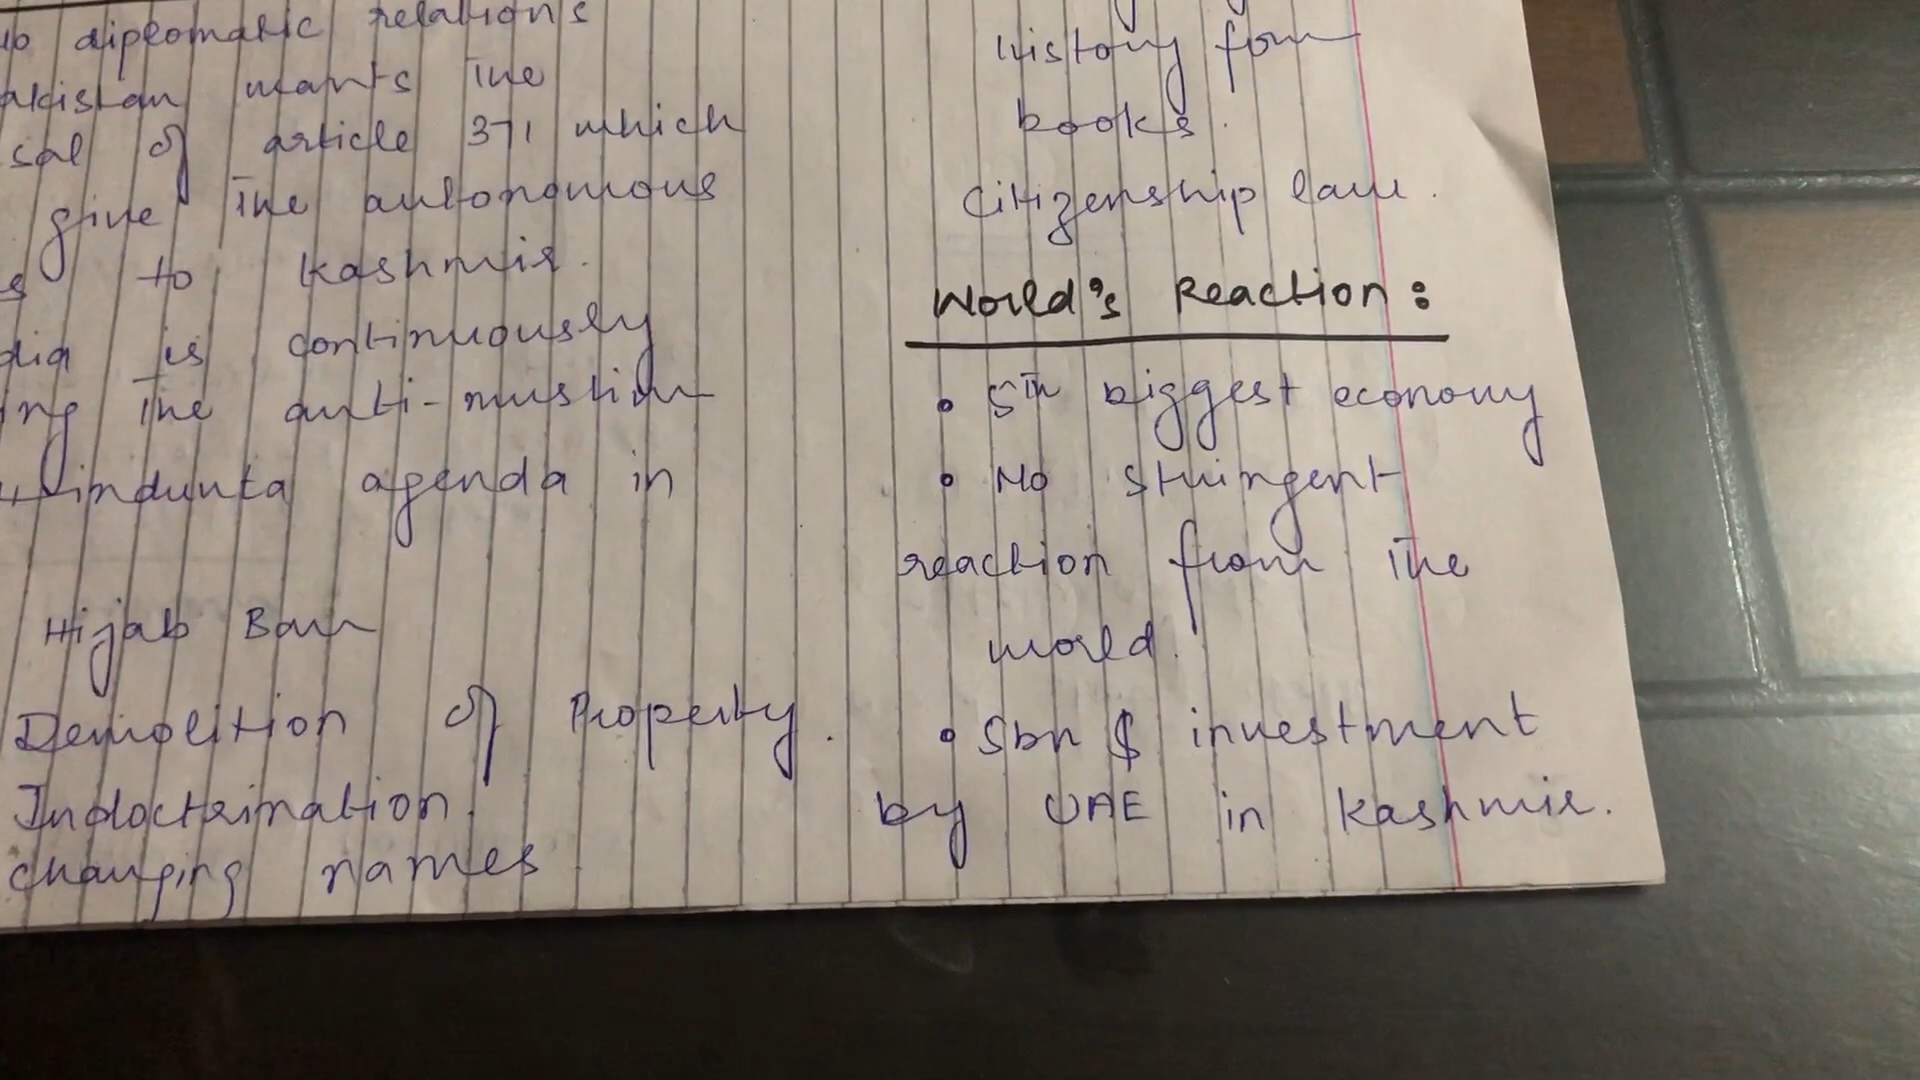 diplomatic relations
wants the
of article 371 which
give the autonomous
to Kashmir.
is continuously
the anti-muslim
Hindunta agenda in
Hijab Ban
Demolition of Property.
Indoctrination.
changing names
history from
books.
Citizenship law.
World's Reaction:
• 5th biggest economy
• No stringent
reaction from the
world.
• 5bn $ investment
by UAE in Kashmir.